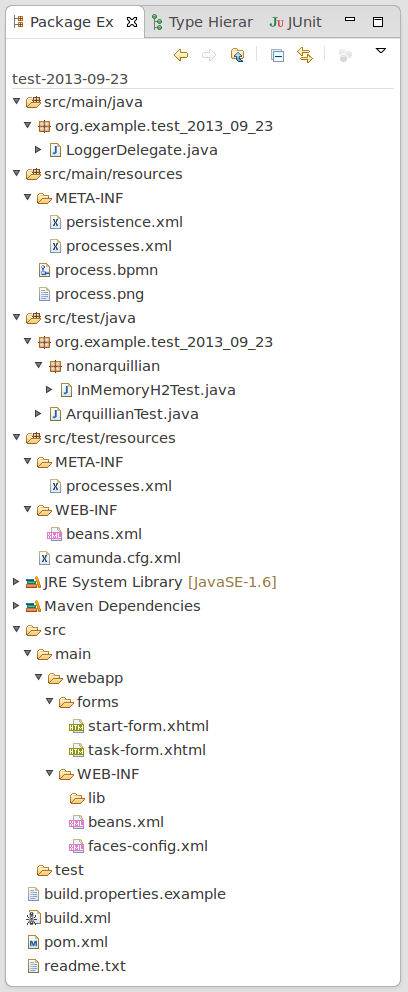 Package Ex Type Hierar JUnit
test-2013-09-23
src/main/java
org.example.test_2013_09_23
LoggerDelegate.java
src/main/resources
META-INF
persistence.xml
processes.xml
process.bpmn
process.png
src/test/java
org.example.test_2013_09_23
nonarquillian
InMemoryH2Test.java
ArquillianTest.java
src/test/resources
META-INF
processes.xml
WEB-INF
beans.xml
camunda.cfg.xml
JRE System Library [JavaSE-1.6]
Maven Dependencies
src
main
webapp
forms
start-form.xhtml
task-form.xhtml
WEB-INF
lib
beans.xml
faces-config.xml
test
build.properties.example
build.xml
pom.xml
readme.txt